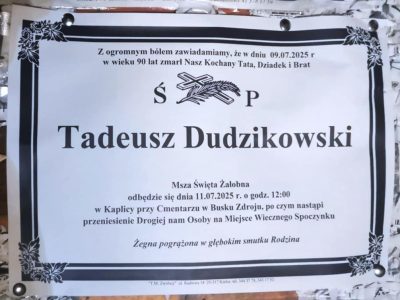 Z ogromnym bólem zawiadamiamy, że w dniu 09.07.2025 r
w wieku 90 lat zmarł Nasz Kochany Tata, Dziadek i Brat
Ś P
Tadeusz Dudzikowski
Msza Święta Żałobna
odbędzie się dnia 11.07.2025 r. o godz. 12:00
w Kaplicy przy Cmentarzu w Busku Zdroju, po czym nastąpi
przeniesienie Drogiej nam Osoby na Miejsce Wiecznego Spoczynku
Żegna pogrążona w głębokim smutku Rodzina